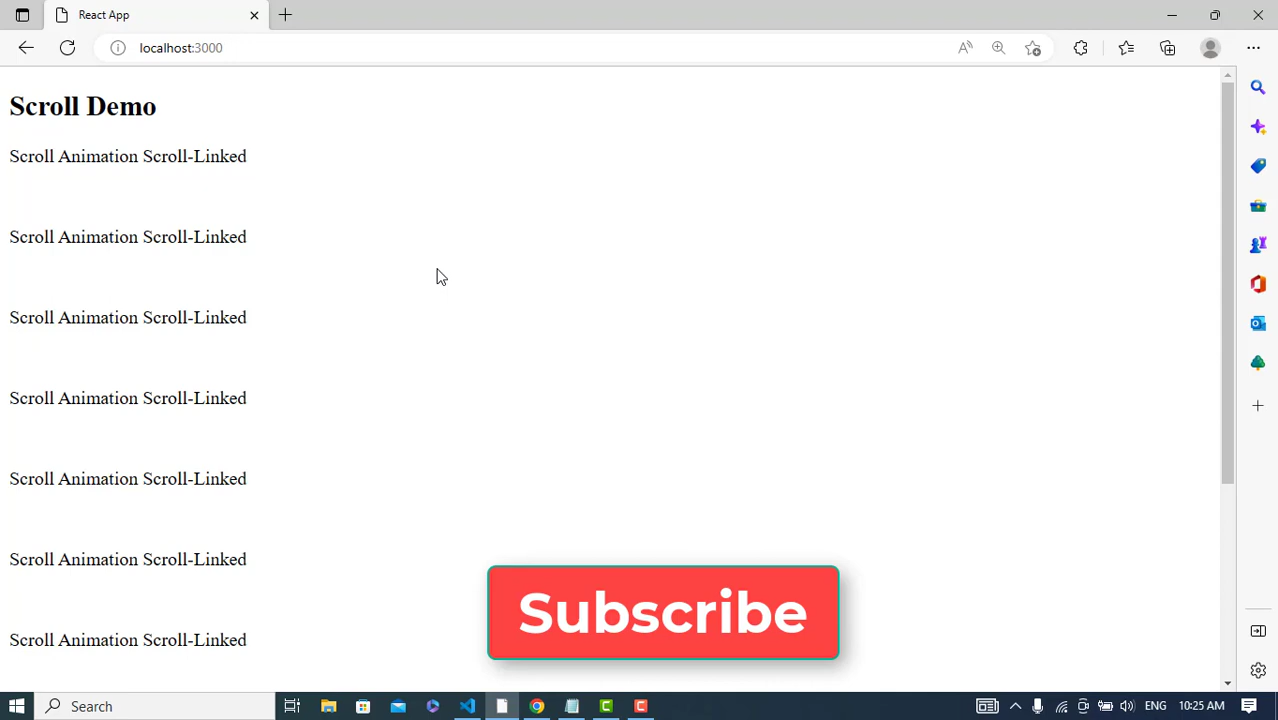 React App
localhost:3000
Scroll Demo
Scroll Animation Scroll-Linked
Scroll Animation Scroll-Linked
Scroll Animation Scroll-Linked
Scroll Animation Scroll-Linked
Scroll Animation Scroll-Linked
Scroll Animation Scroll-Linked
Scroll Animation Scroll-Linked
Subscribe
Search
ENG
10:25 AM